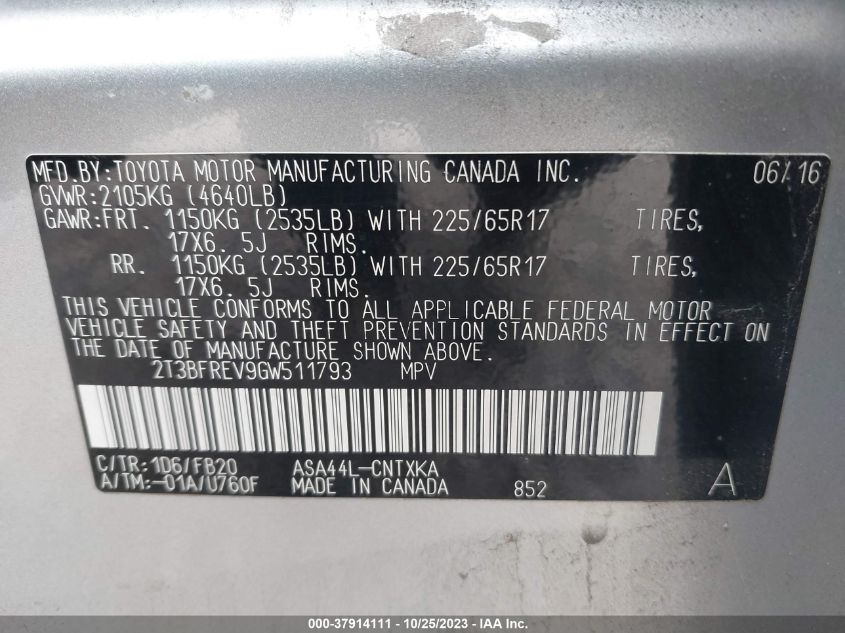 MFD.BY:TOYOTA MOTOR MANUFACTURING CANADA INC. 06/16
GVWR:2105KG (4640LB)
GAWR:FRT. 1150KG (2535LB) WITH 225/65R17 TIRES,
17X6.5J RIMS.
RR. 1150KG (2535LB) WITH 225/65R17 TIRES,
17X6.5J RIMS.
THIS VEHICLE CONFORMS TO ALL APPLICABLE FEDERAL MOTOR
VEHICLE SAFETY AND THEFT PREVENTION STANDARDS IN EFFECT ON
THE DATE OF MANUFACTURE SHOWN ABOVE.
2T3BFREV9GW511793 MPV
C/TR:1D6/FB20 ASA44L-CNTXKA
A/TM:-01A/U760F MADE IN CANADA 852 A
000-37914111 - 10/25/2023 - IAA Inc.